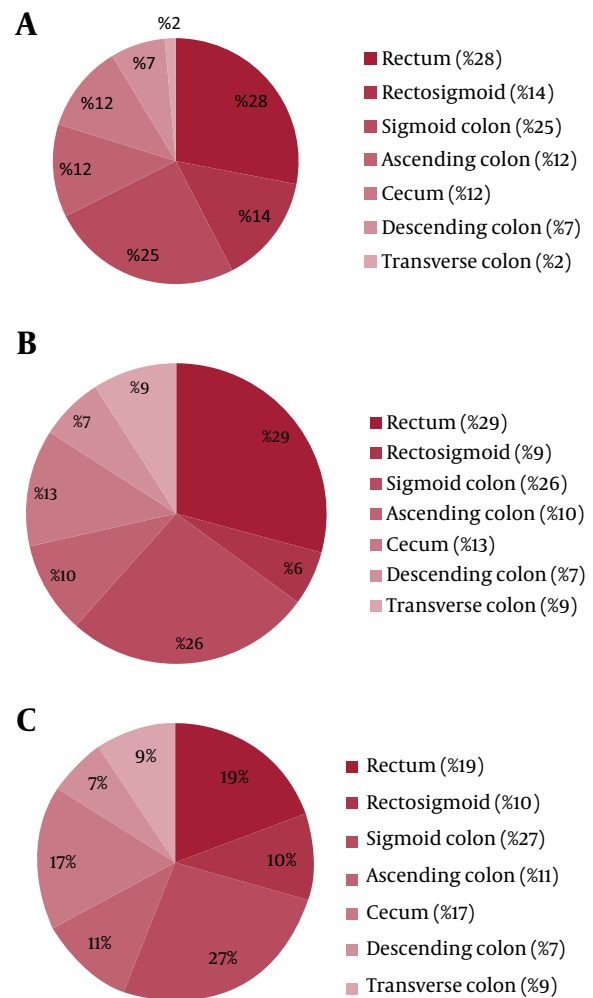 A
%2
%7
%28
%12
%12
%14
%25
Rectum (%28)
Rectosigmoid (%14)
Sigmoid colon (%25)
Ascending colon (%12)
Cecum (%12)
Descending colon (%7)
Transverse colon (%2)
B
%9
%7
%29
%13
%10
%6
%26
Rectum (%29)
Rectosigmoid (%9)
Sigmoid colon (%26)
Ascending colon (%10)
Cecum (%13)
Descending colon (%7)
Transverse colon (%9)
C
9%
7%
19%
17%
10%
11%
27%
Rectum (%19)
Rectosigmoid (%10)
Sigmoid colon (%27)
Ascending colon (%11)
Cecum (%17)
Descending colon (%7)
Transverse colon (%9)